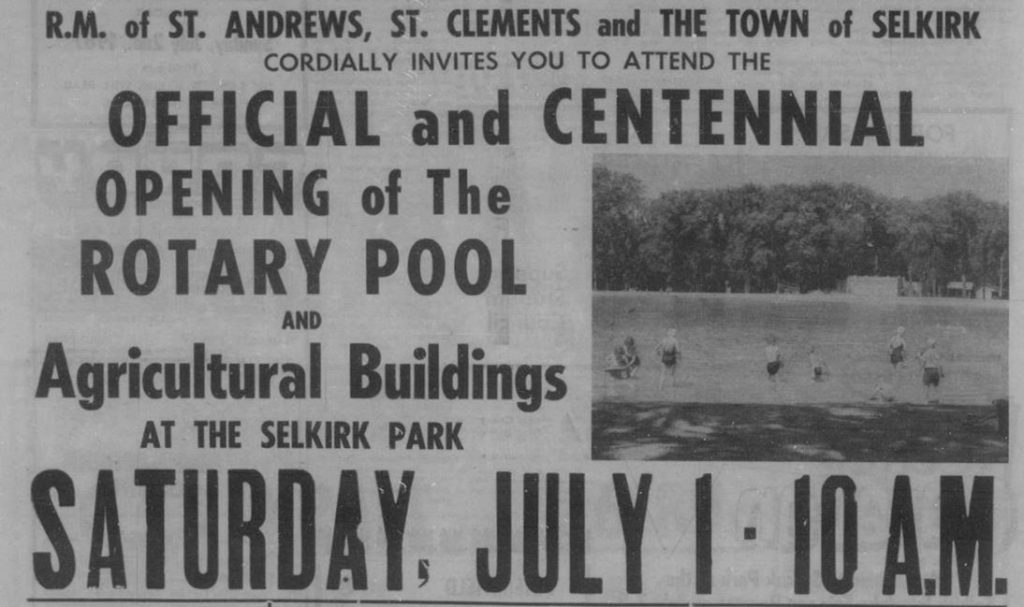 R.M. of ST. ANDREWS, ST. CLEMENTS and THE TOWN of SELKIRK
CORDIALLY INVITES YOU TO ATTEND THE
OFFICIAL and CENTENNIAL
OPENING of The
ROTARY POOL
AND
Agricultural Buildings
AT THE SELKIRK PARK
SATURDAY, JULY 1 · 10 A.M.